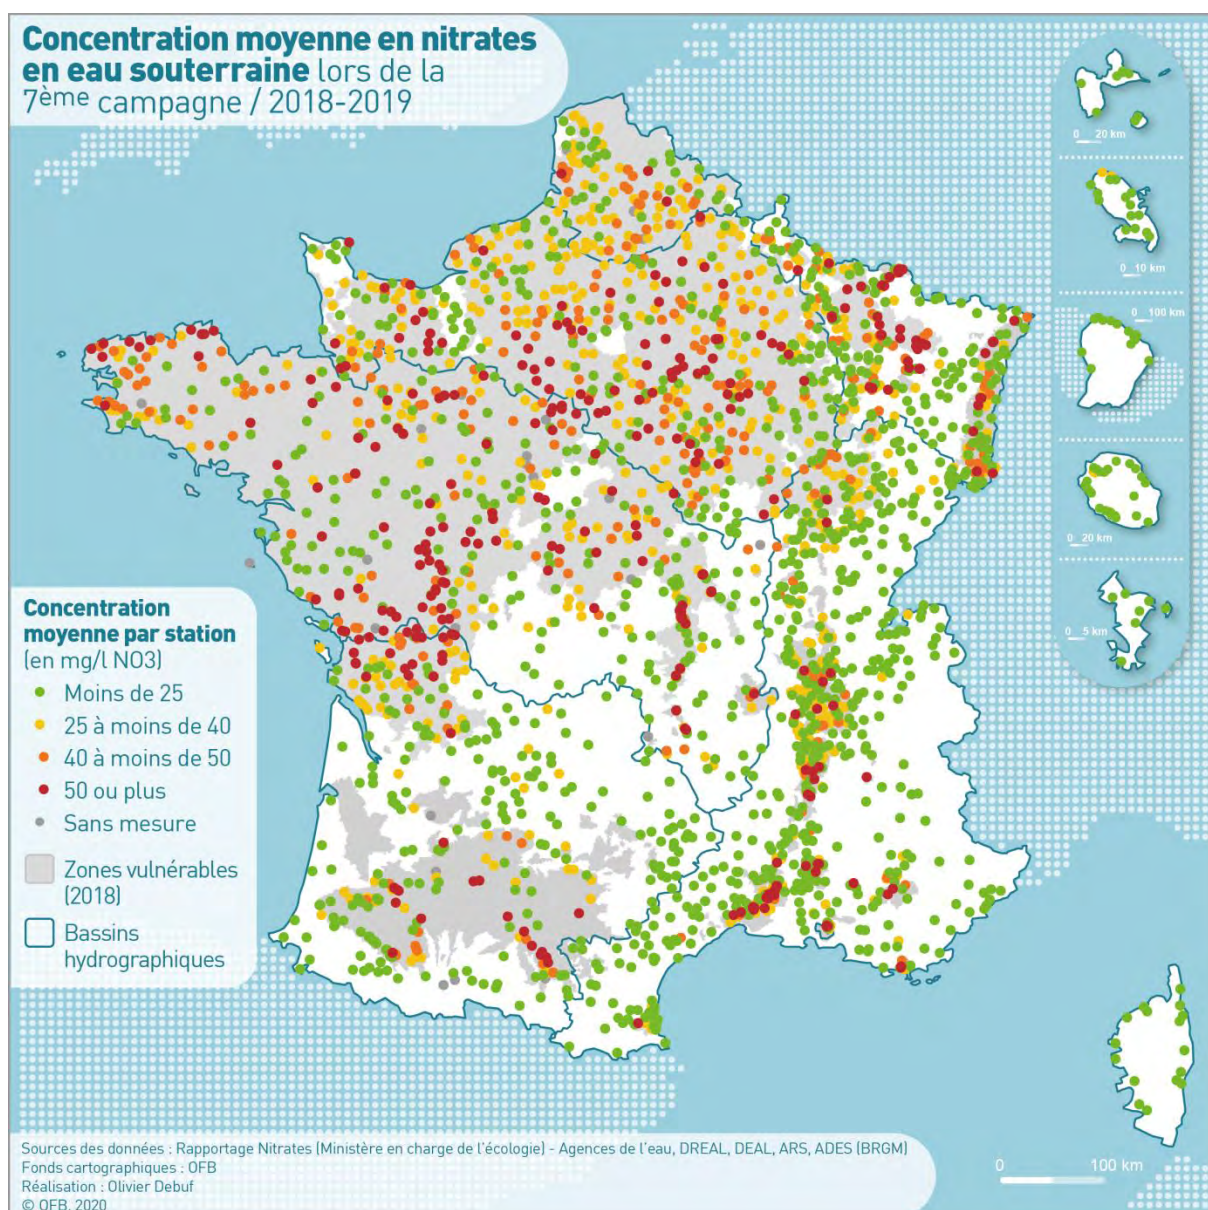 Concentration moyenne en nitrates
en eau souterraine lors de la
7ème campagne / 2018-2019
0 20 km
0 10 km
0 100 km
0 20 km
0 5 km
Concentration
moyenne par station
(en mg/l NO3)
Moins de 25
25 à moins de 40
40 à moins de 50
50 ou plus
Sans mesure
Zones vulnérables
(2018)
Bassins
hydrographiques
Sources des données : Rapportage Nitrates (Ministère en charge de l'écologie) - Agences de l'eau, DREAL, DEAL, ARS, ADES (BRGM)
Fonds cartographiques : OFB
Réalisation : Olivier Debuf
© OFB, 2020
0 100 km